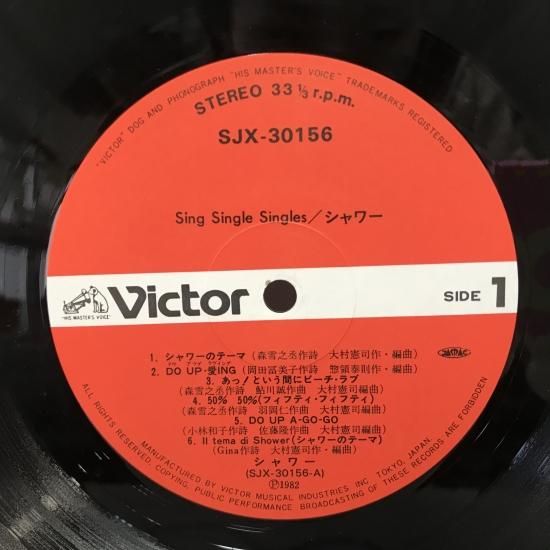 "VICTOR" DOG AND PHONOGRAPH "HIS MASTER'S VOICE" TRADEMARKS REGISTERED
STEREO 33 1/3 r.p.m.
SJX-30156
Sing Single Singles／シャワー
"HIS MASTER'S VOICE"
Victor
SIDE 1
1. シャワーのテーマ (森雪之丞作詩 大村憲司作・編曲)
2. DO UP・愛ING (岡田冨美子作詩 惣領泰則作・編曲)
3. あっ！という間にビーチ・ラブ
(森雪之丞作詩 鮎川誠作曲 大村憲司編曲)
4. 50% 50%(フィフティ・フィフティ)
(森雪之丞作詩 羽岡仁作曲 大村憲司編曲)
5. DO UP A-GO-GO
(小林和子作詩 佐藤隆作曲 大村憲司編曲)
6. Il tema di Shower(シャワーのテーマ)
(Gina作詩 大村憲司作・編曲)
シャワー
(SJX-30156-A)
Ⓟ1982
JASRAC
ALL RIGHTS RESERVED. UNAUTHORIZED COPYING, PUBLIC PERFORMANCE BROADCASTING OF THESE RECORDS ARE FORBIDDEN
MANUFACTURED BY VICTOR MUSICAL INDUSTRIES INC TOKYO, JAPAN.